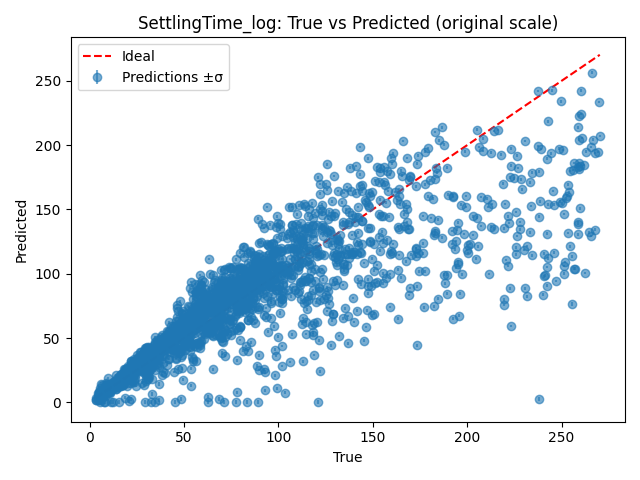 SettlingTime_log: True vs Predicted (original scale)
Ideal
Predictions ±σ
250
200
150
100
50
0
Predicted
0 50 100 150 200 250
True